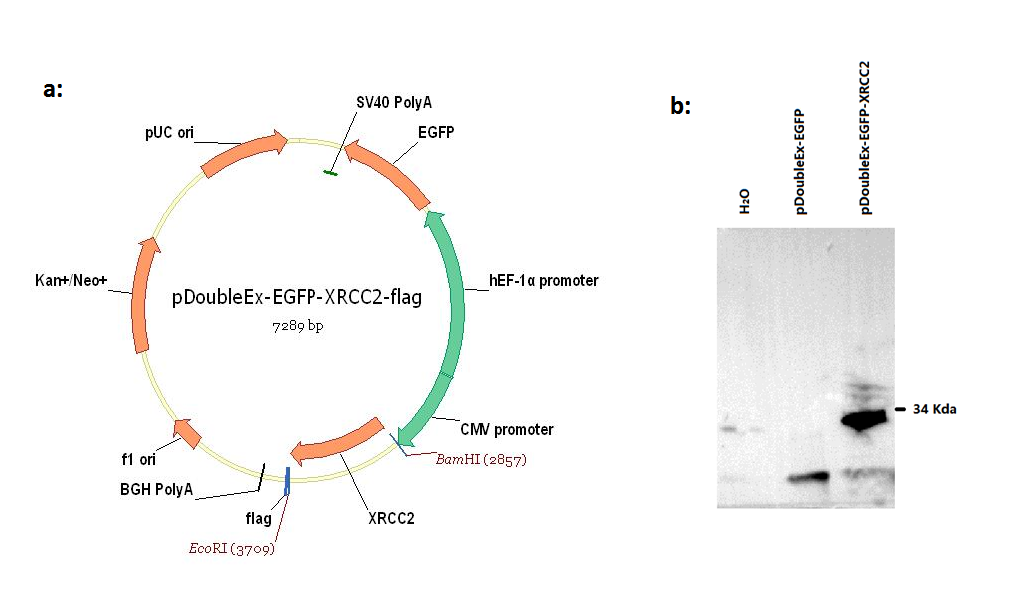 a:
SV40 PolyA
EGFP
pUC ori
hEF-1α promoter
Kan+/Neo+
pDoubleEx-EGFP-XRCC2-flag
7289 bp
CMV promoter
BamHI (2857)
f1 ori
BGH PolyA
flag
XRCC2
EcoRI (3709)
b:
H₂O
pDoubleEx-EGFP
pDoubleEx-EGFP-XRCC2
34 Kda